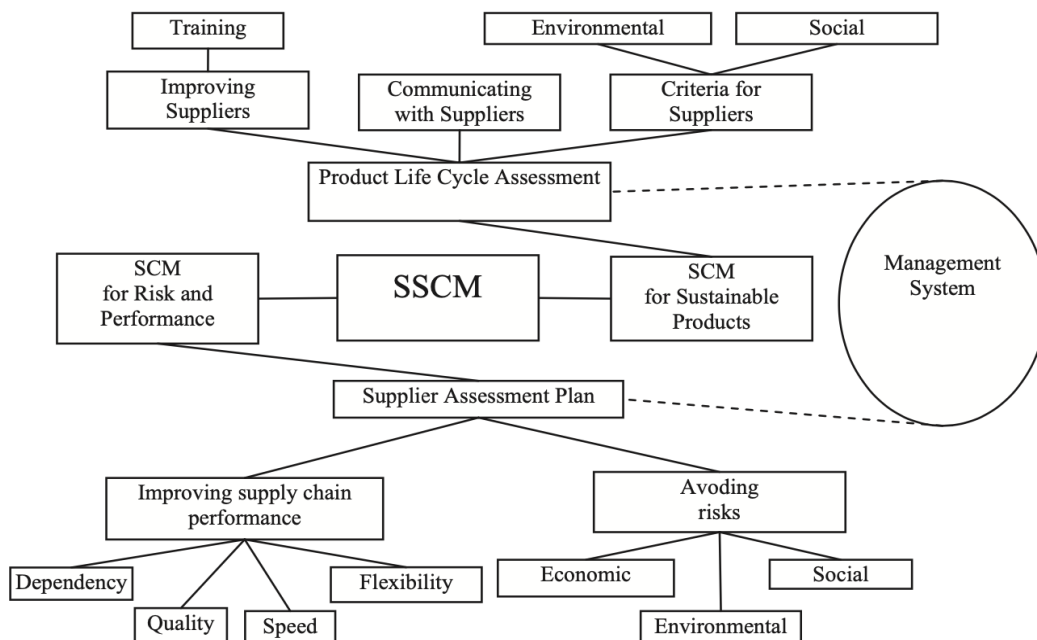 Training
Environmental
Social
Improving
Suppliers
Communicating
with Suppliers
Criteria for
Suppliers
Product Life Cycle Assessment
SCM
for Risk and
Performance
SSCM
SCM
for Sustainable
Products
Management
System
Supplier Assessment Plan
Improving supply chain
performance
Avoding
risks
Dependency
Quality
Speed
Flexibility
Economic
Environmental
Social